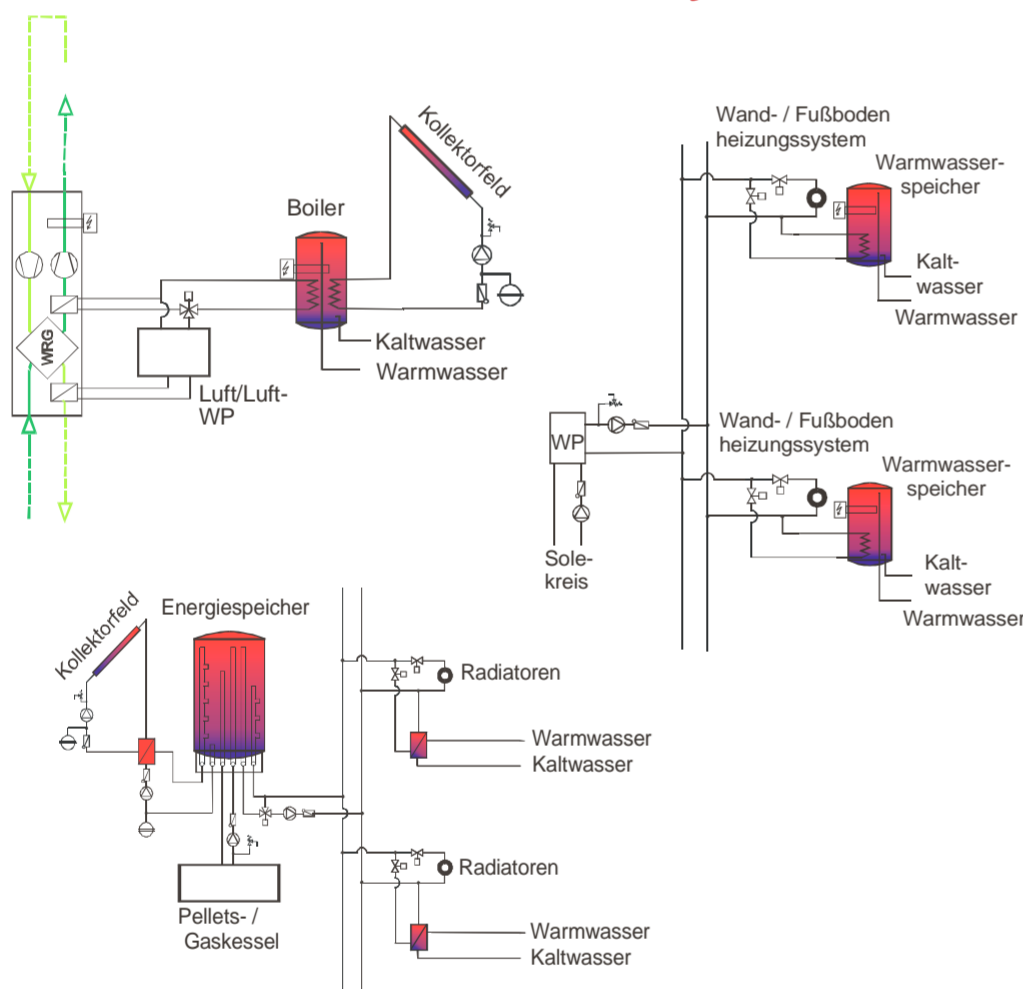 Kollektorfeld
Boiler
WRG
Kaltwasser
Warmwasser
Luft/Luft-
WP
Wand- / Fußboden
heizungssystem
Warmwasser-
speicher
Kalt-
wasser
Warmwasser
WP
Sole-
kreis
Wand- / Fußboden
heizungssystem
Warmwasser-
speicher
Kalt-
wasser
Warmwasser
Kollektorfeld
Energiespeicher
Radiatoren
Warmwasser
Kaltwasser
Radiatoren
Warmwasser
Kaltwasser
Pellets- /
Gaskessel